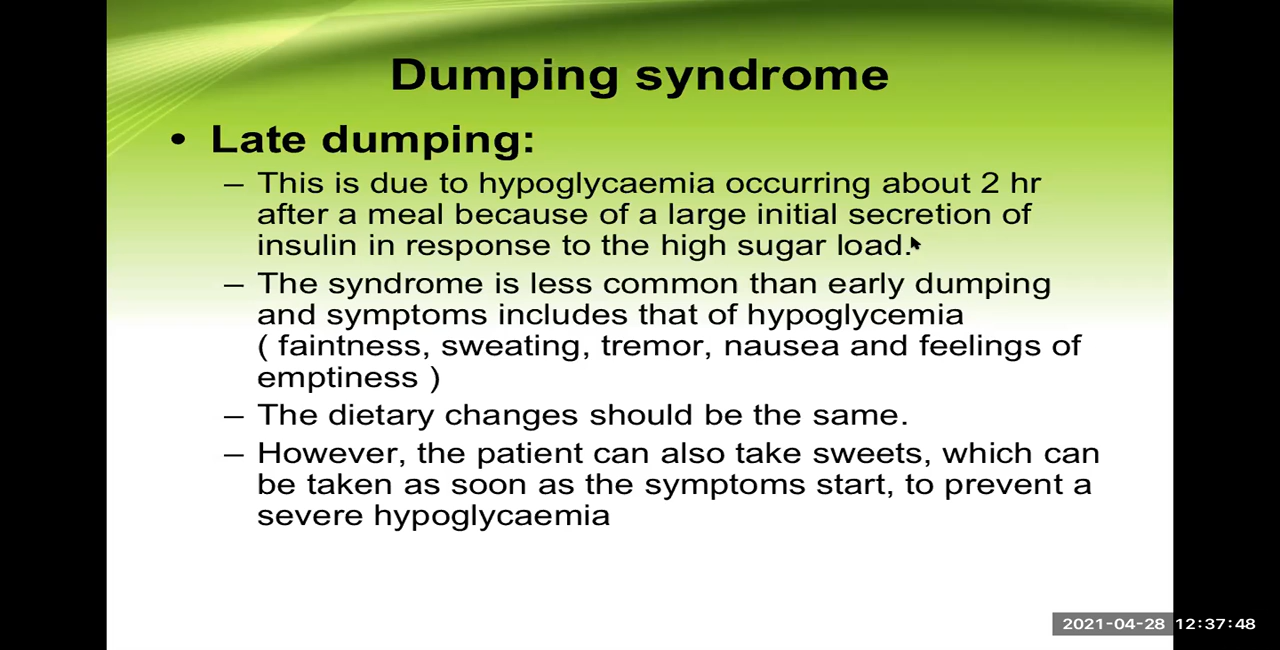 Dumping syndrome
• Late dumping:
– This is due to hypoglycaemia occurring about 2 hr
after a meal because of a large initial secretion of
insulin in response to the high sugar load.
– The syndrome is less common than early dumping
and symptoms includes that of hypoglycemia
( faintness, sweating, tremor, nausea and feelings of
emptiness )
– The dietary changes should be the same.
– However, the patient can also take sweets, which can
be taken as soon as the symptoms start, to prevent a
severe hypoglycaemia
2021-04-28 12:37:48